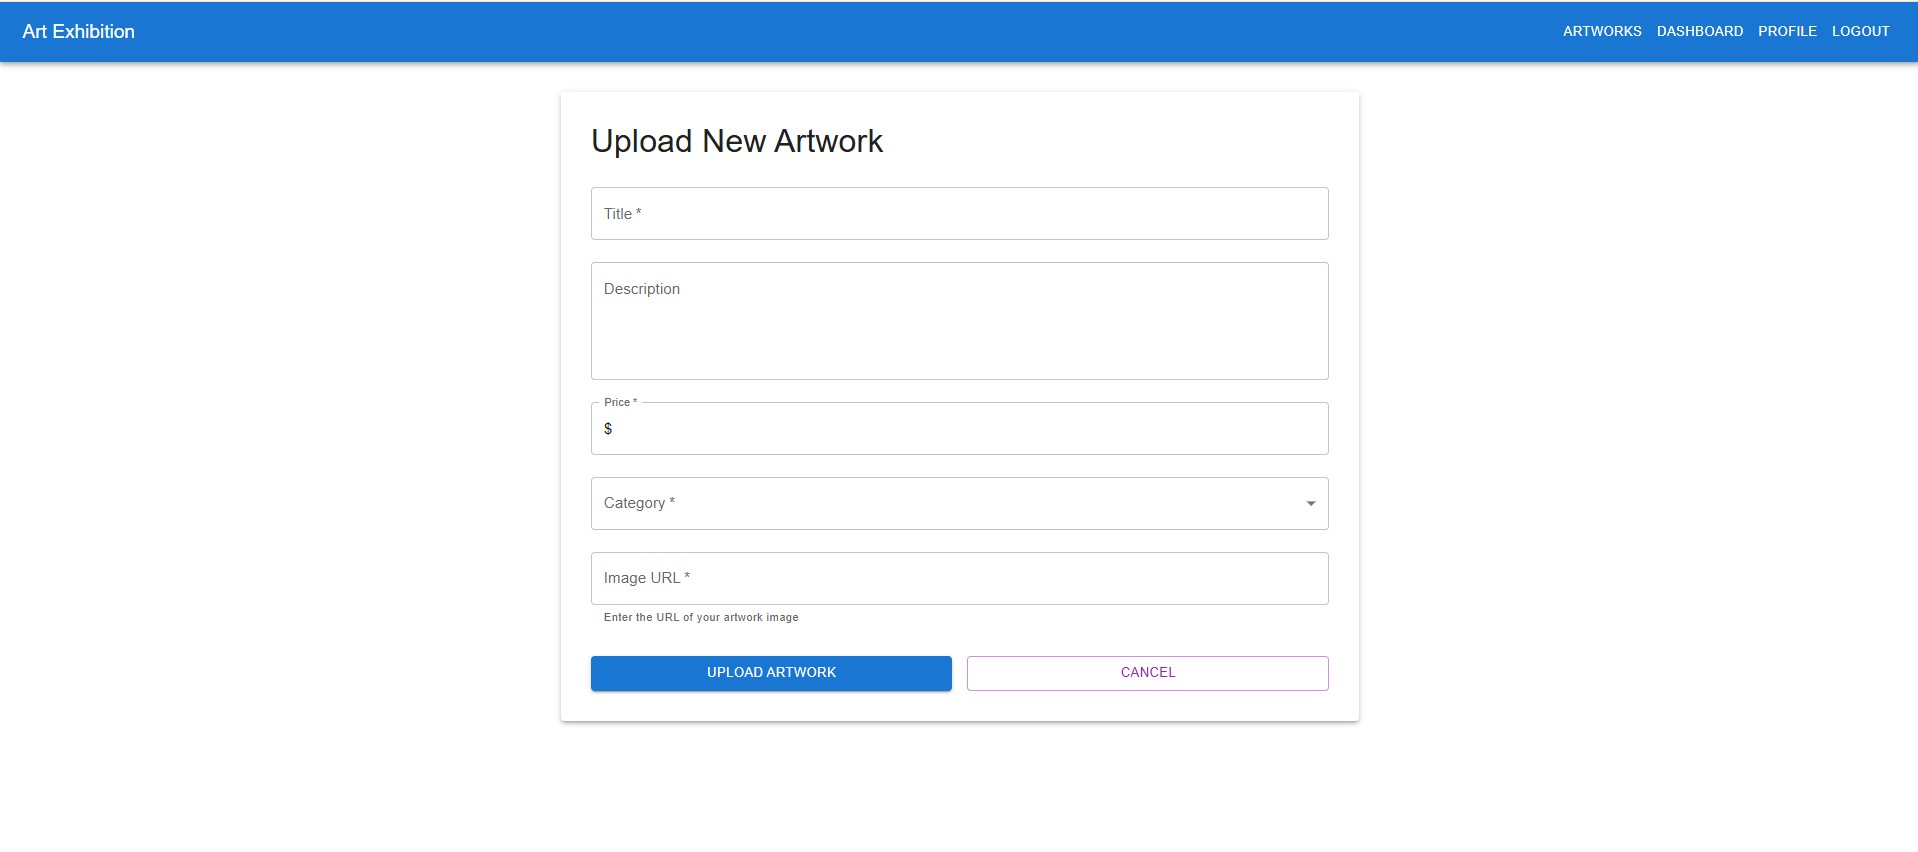 Art Exhibition
ARTWORKS DASHBOARD PROFILE LOGOUT
Upload New Artwork
Title *
Description
Price *
$
Category *
Image URL *
Enter the URL of your artwork image
UPLOAD ARTWORK
CANCEL